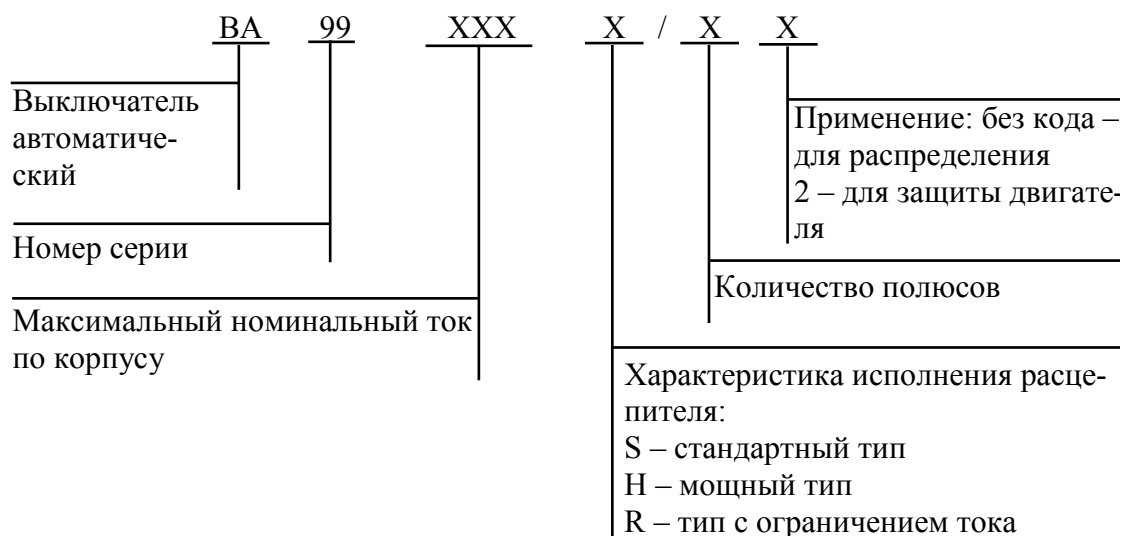 ВА 99 ХХХ Х / Х Х
Выключатель
автоматиче-
ский
Номер серии
Максимальный номинальный ток
по корпусу
Применение: без кода –
для распределения
2 – для защиты двигате-
ля
Количество полюсов
Характеристика исполнения расце-
пителя:
S – стандартный тип
H – мощный тип
R – тип с ограничением тока